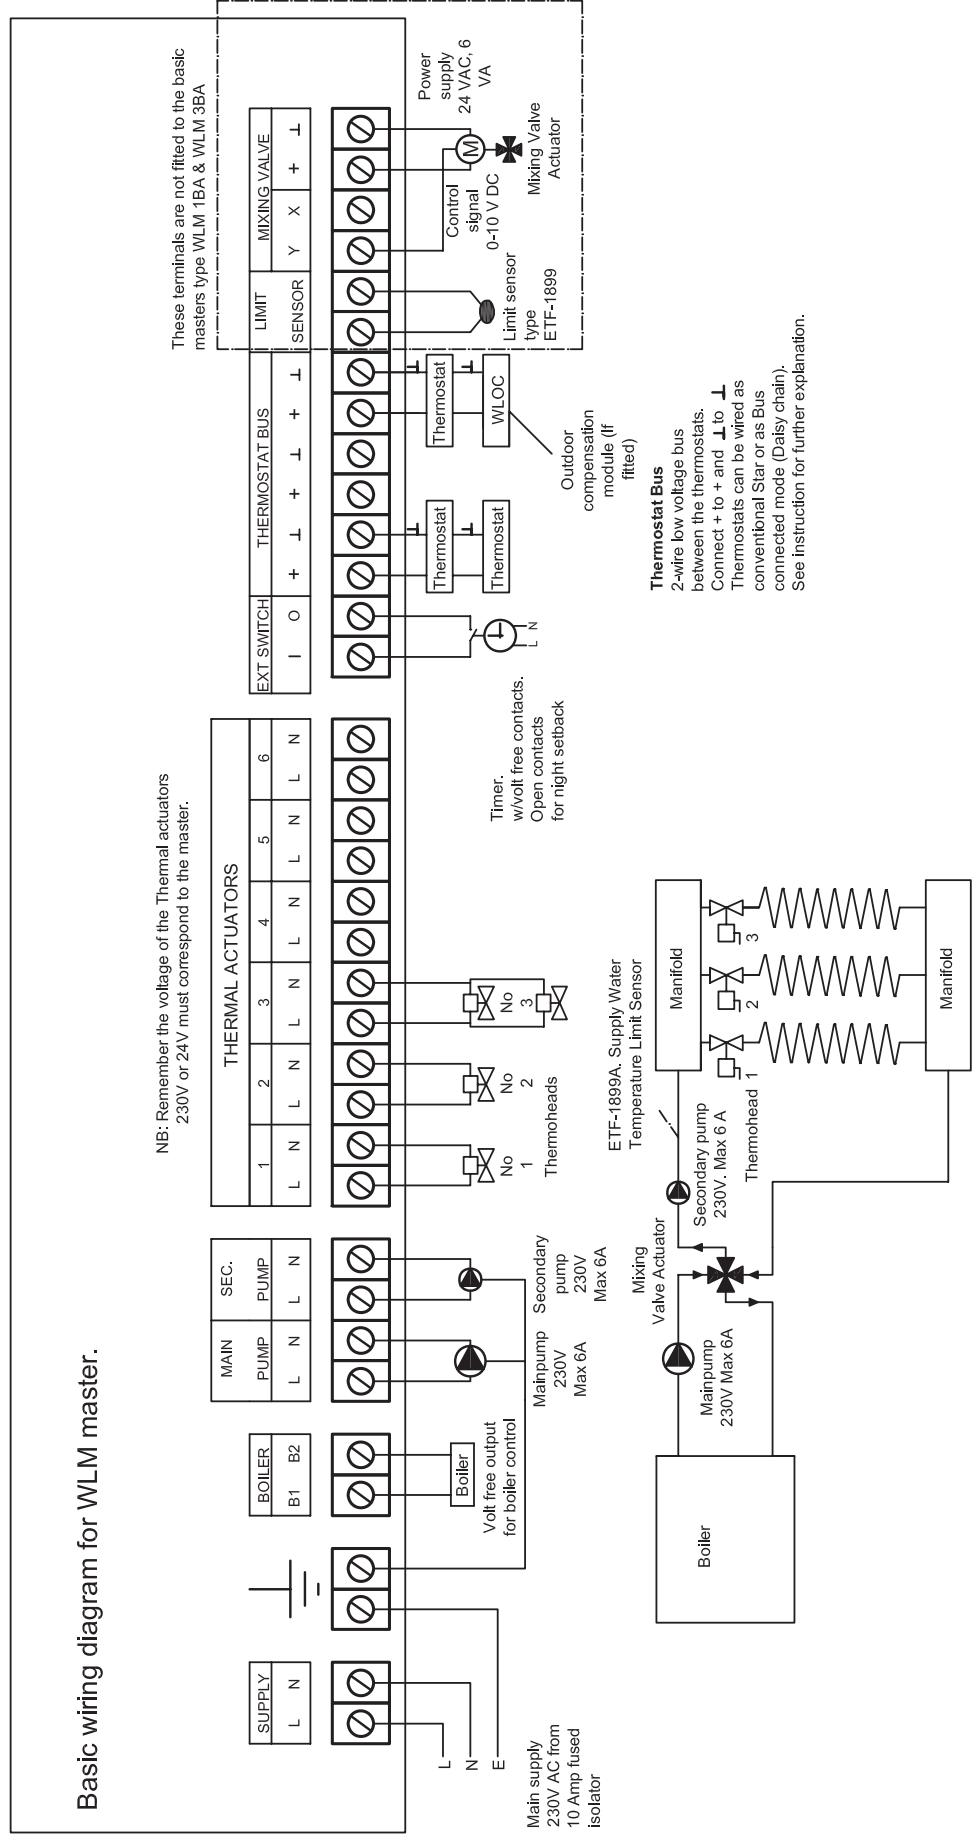 Basic wiring diagram for WLM master.
NB: Remember the voltage of the Thermal actuators
230V or 24V must correspond to the master.
These terminals are not fitted to the basic
masters type WLM 1BA & WLM 3BA
SUPPLY
L N
BOILER
B1 B2
MAIN
PUMP
L N
SEC.
PUMP
L N
THERMAL ACTUATORS
1 2 3 4 5 6
L N L N L N L N L N L N
EXT SWITCH
I O
THERMOSTAT BUS
+ ⊥ + ⊥ + ⊥
LIMIT
SENSOR
MIXING VALVE
Y X + ⊥
L
N
E
Main supply
230V AC from
10 Amp fused
isolator
Boiler
Volt free output
for boiler control
Mainpump
230V
Max 6A
Secondary
pump
230V
Max 6A
No
1
No
2
No
3
Thermoheads
L N
Timer.
w/volt free contacts.
Open contacts
for night setback
Thermostat
Thermostat
Thermostat
WLOC
Outdoor
compensation
module (If
fitted)
Limit sensor
type
ETF-1899
Control
signal
0-10 V DC
M
Power
supply
24 VAC, 6
VA
Mixing Valve
Actuator
Thermostat Bus
2-wire low voltage bus
between the thermostats.
Connect + to + and ⊥ to ⊥
Thermostats can be wired as
conventional Star or as Bus
connected mode (Daisy chain).
See instruction for further explanation.
Boiler
Mainpump
230V Max 6A
Mixing
Valve Actuator
Secondary pump
230V. Max 6 A
ETF-1899A. Supply Water
Temperature Limit Sensor
Thermohead
1
2
3
Manifold
Manifold